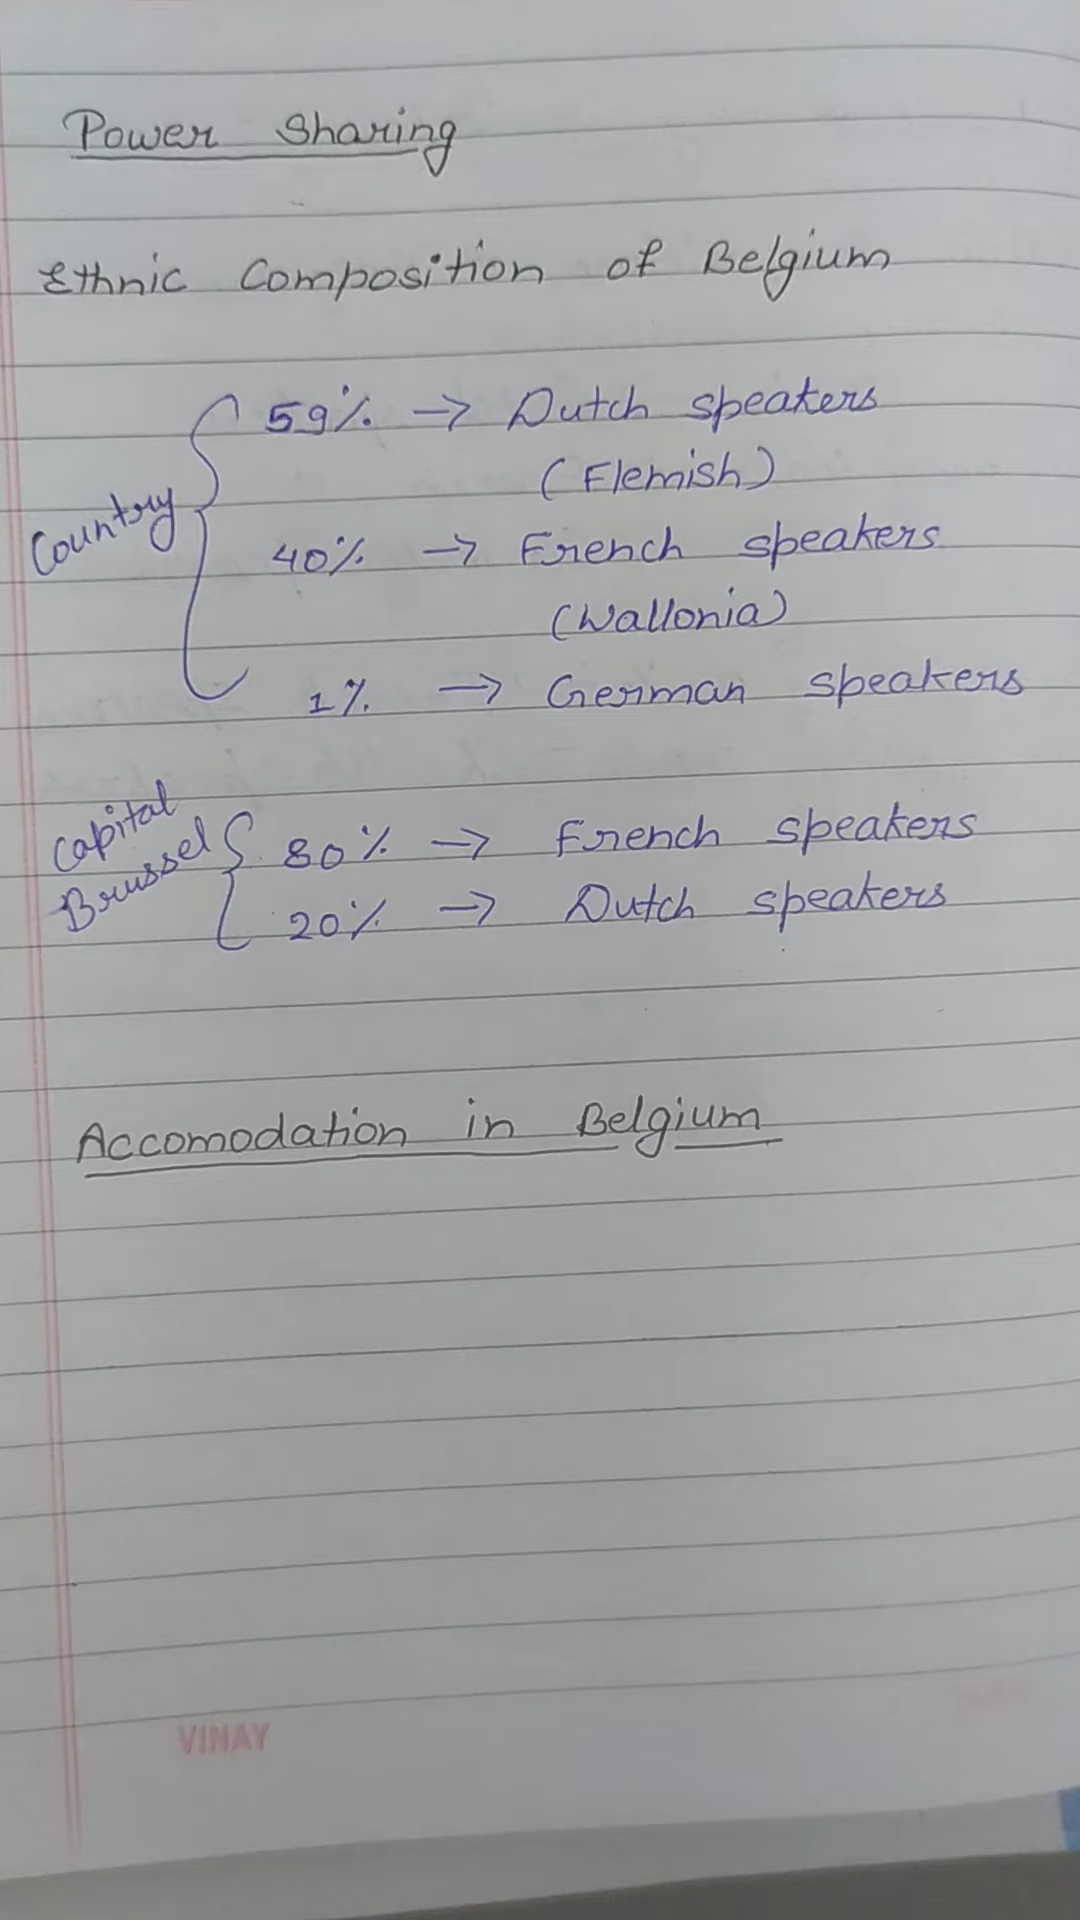 Power Sharing
Ethnic Composition of Belgium
Country
59% → Dutch speakers
(Flemish)
40% → French speakers
(Wallonia)
1% → German speakers
Capital
Brussel
80% → French speakers
20% → Dutch speakers
Accomodation in Belgium
VINAY